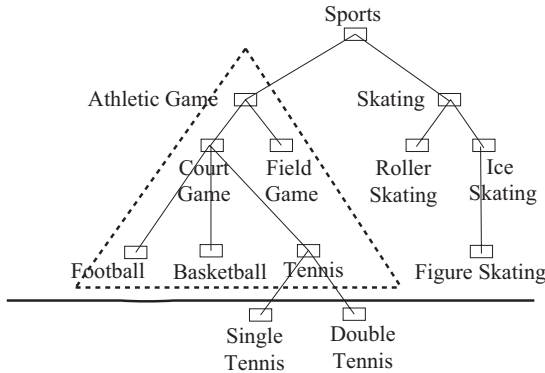 Sports
Athletic Game
Skating
Court
Game
Field
Game
Roller
Skating
Ice
Skating
Football
Basketball
Tennis
Figure Skating
Single
Tennis
Double
Tennis